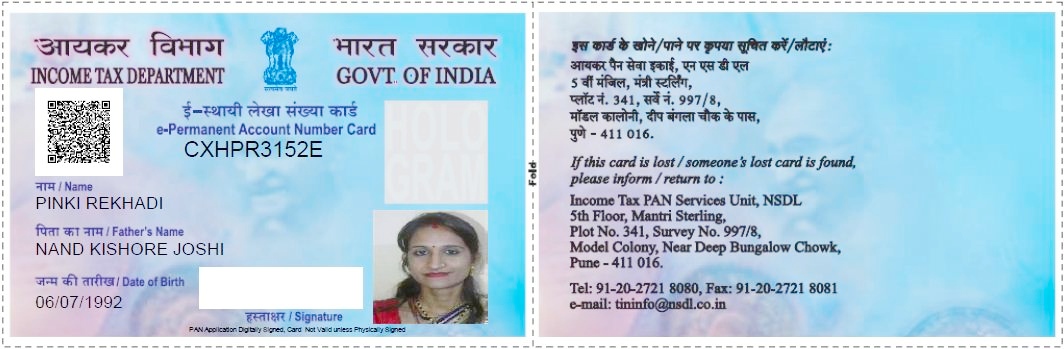 आयकर विभाग
INCOME TAX DEPARTMENT
सत्यमेव जयते
भारत सरकार
GOVT. OF INDIA
ई-स्थायी लेखा संख्या कार्ड
e-Permanent Account Number Card
CXHPR3152E
HOLO
GRAM
नाम / Name
PINKI REKHADI
पिता का नाम / Father's Name
NAND KISHORE JOSHI
जन्म की तारीख / Date of Birth
06/07/1992
हस्ताक्षर / Signature
PAN Application Digitally Signed, Card Not Valid unless Physically Signed
Fold
इस कार्ड के खोने/पाने पर कृपया सूचित करें/लौटाएं :
आयकर पैन सेवा इकाई, एन एस डी एल
5 वीं मंजिल, मंत्री स्टर्लिंग,
प्लॉट नं. 341, सर्वे नं. 997/8,
मॉडल कालोनी, दीप बंगला चौक के पास,
पुणे - 411 016.
If this card is lost / someone's lost card is found,
please inform / return to :
Income Tax PAN Services Unit, NSDL
5th Floor, Mantri Sterling,
Plot No. 341, Survey No. 997/8,
Model Colony, Near Deep Bungalow Chowk,
Pune - 411 016.
Tel: 91-20-2721 8080, Fax: 91-20-2721 8081
e-mail: tininfo@nsdl.co.in